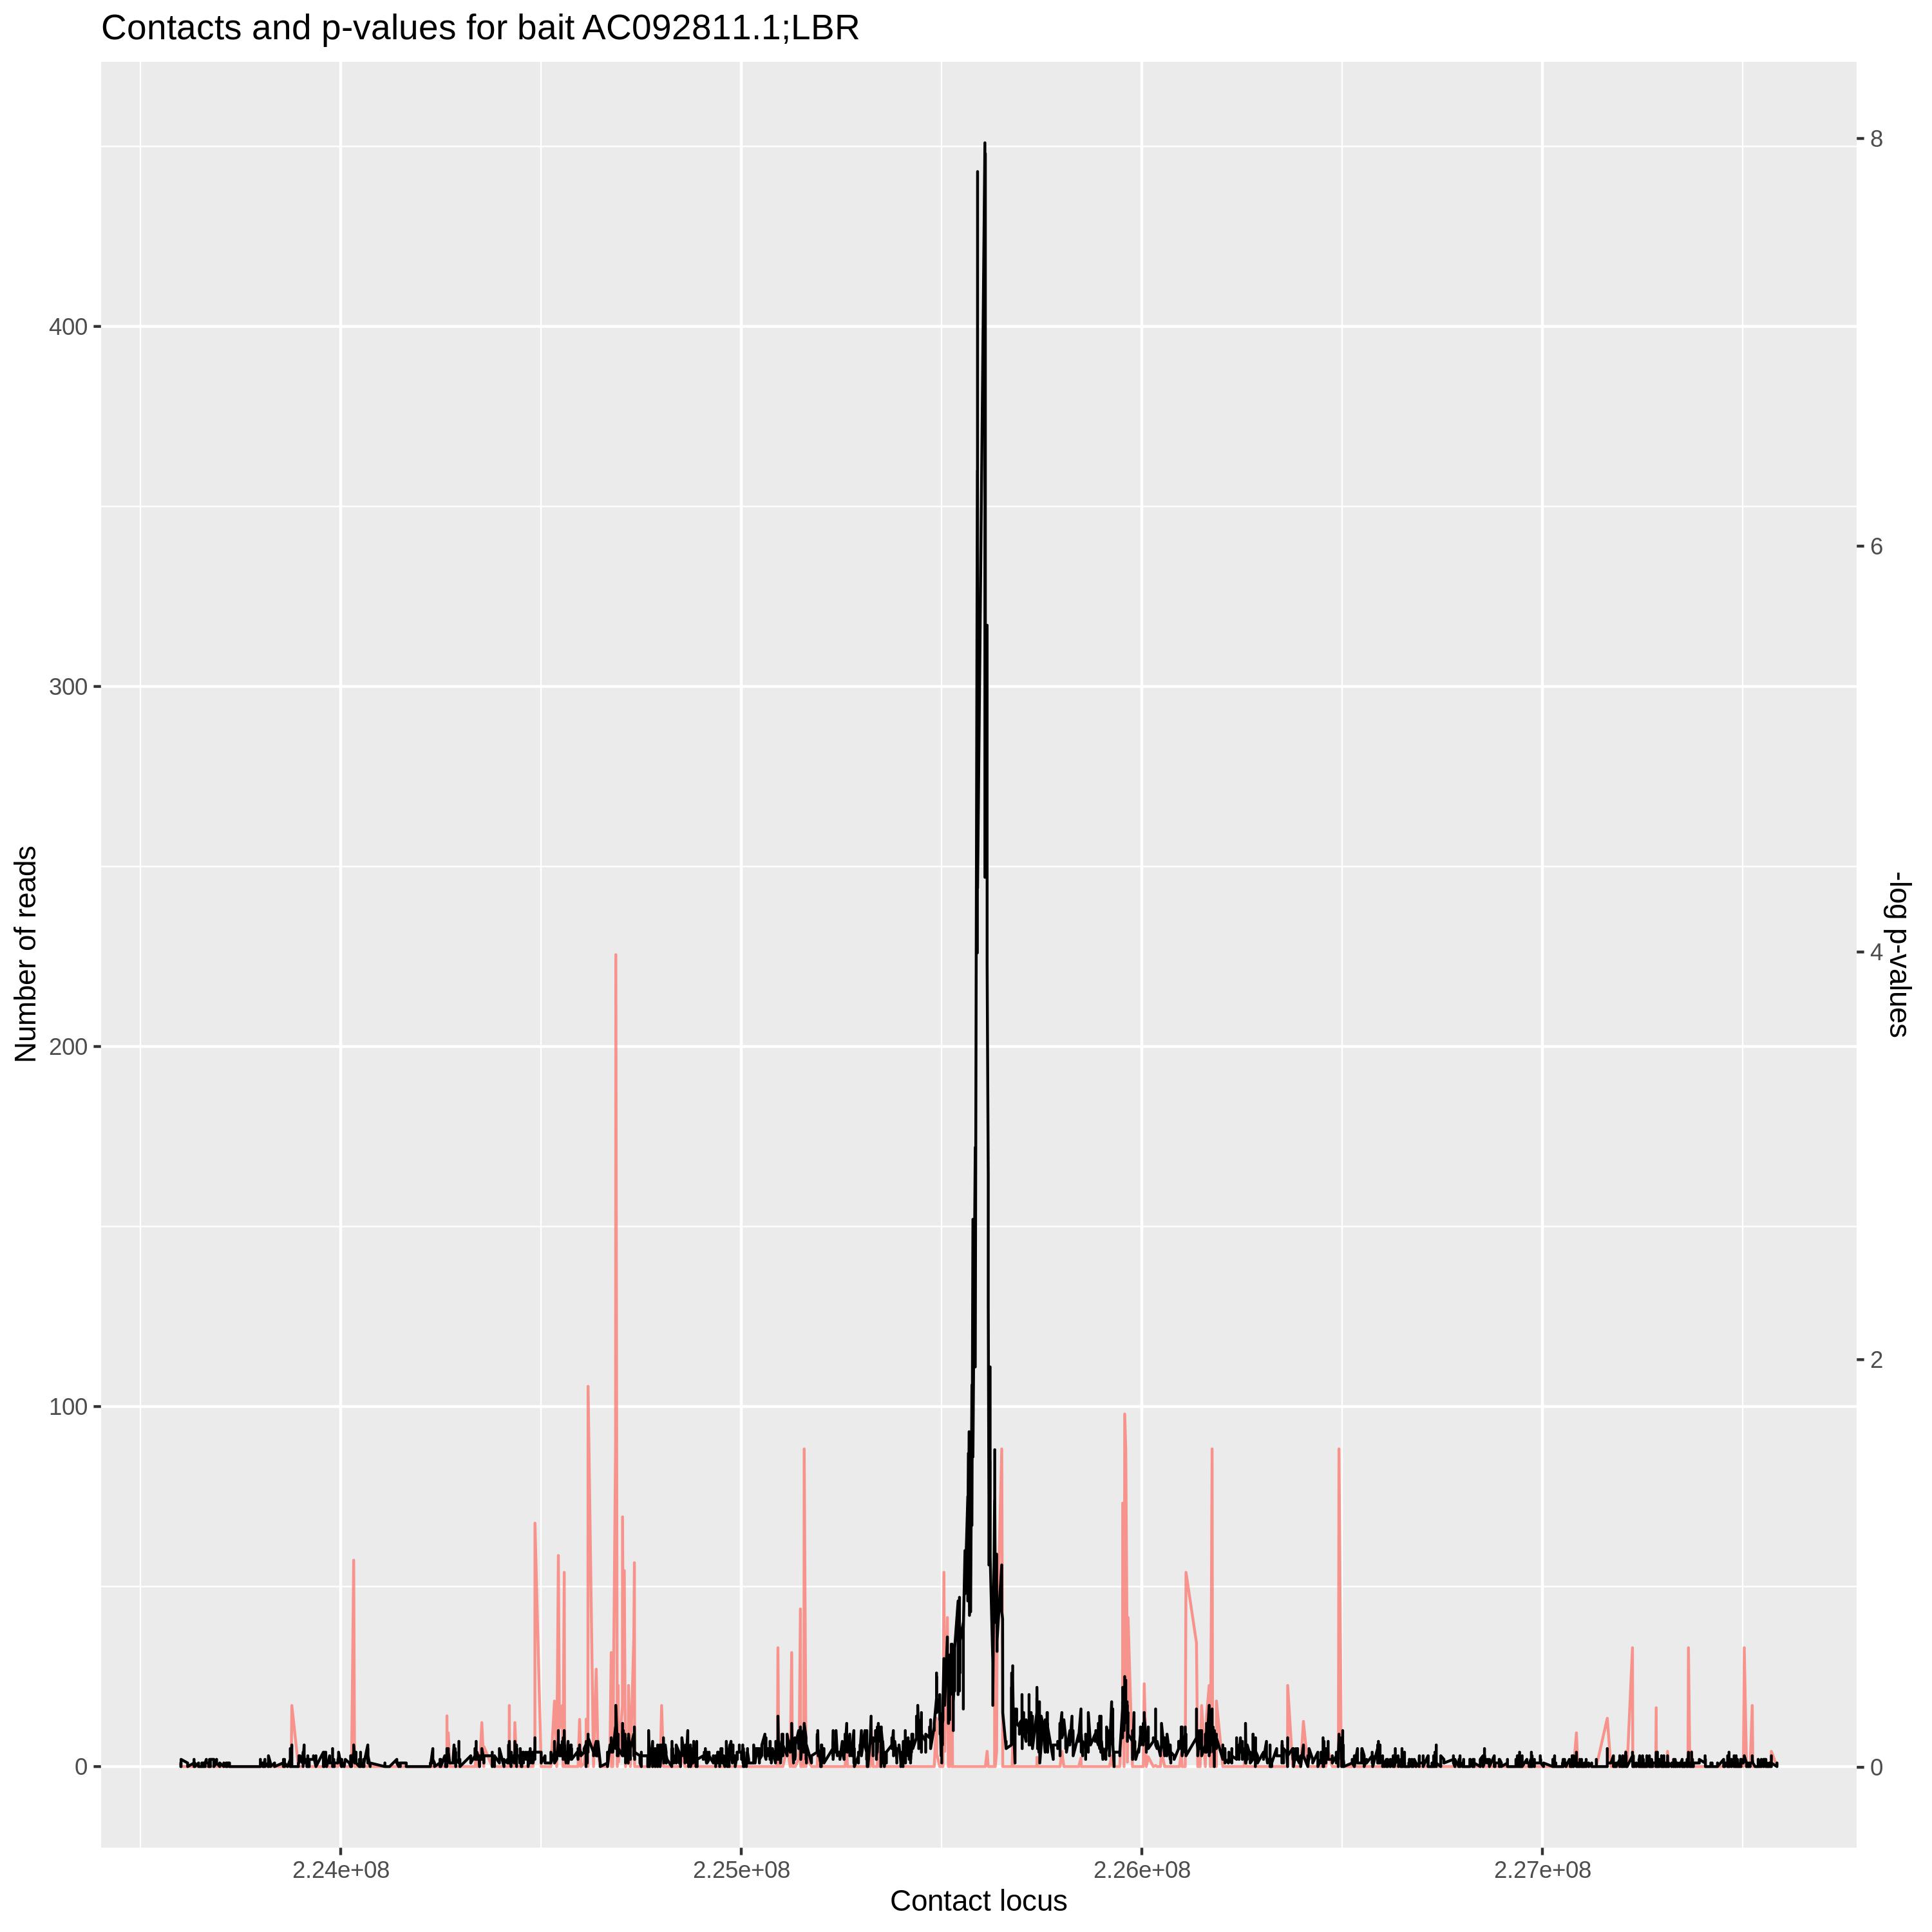 Contacts and p-values for bait AC092811.1;LBR
Number of reads
400
300
200
100
0
8
6
4
2
0
-log p-values
2.24e+08
2.25e+08
2.26e+08
2.27e+08
Contact locus